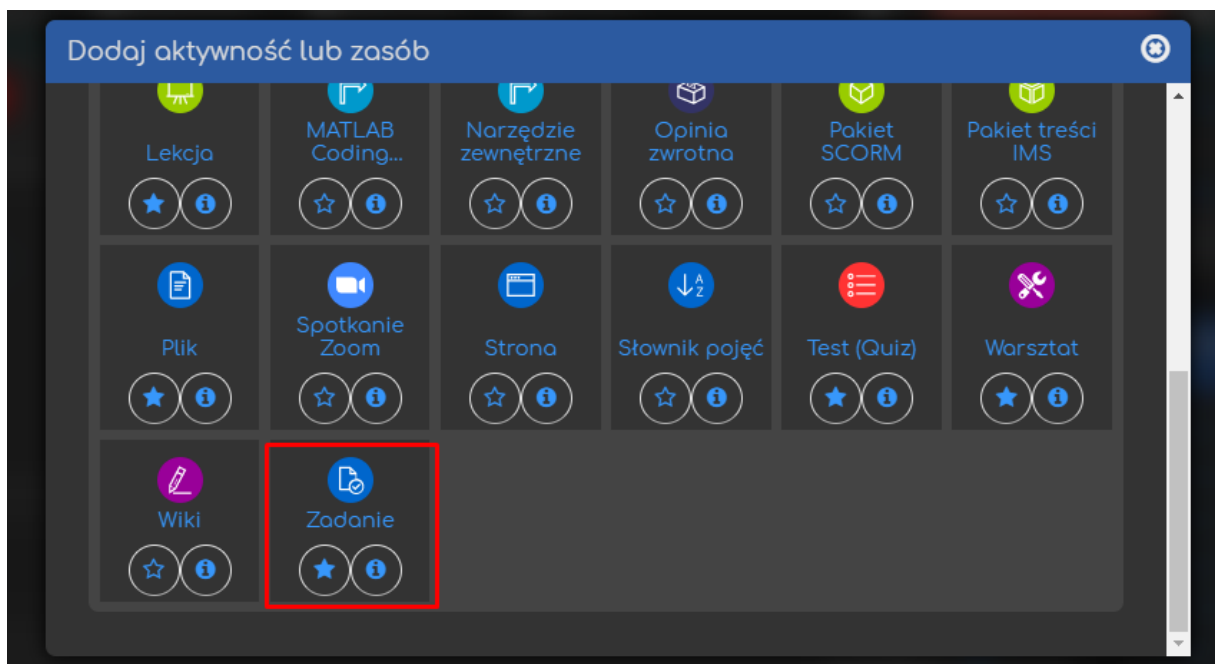 Dodaj aktywność lub zasób
Lekcja
MATLAB
Coding...
Narzędzie
zewnętrzne
Opinia
zwrotna
Pakiet
SCORM
Pakiet treści
IMS
Plik
Spotkanie
Zoom
Strona
Słownik pojęć
Test (Quiz)
Warsztat
Wiki
Zadanie